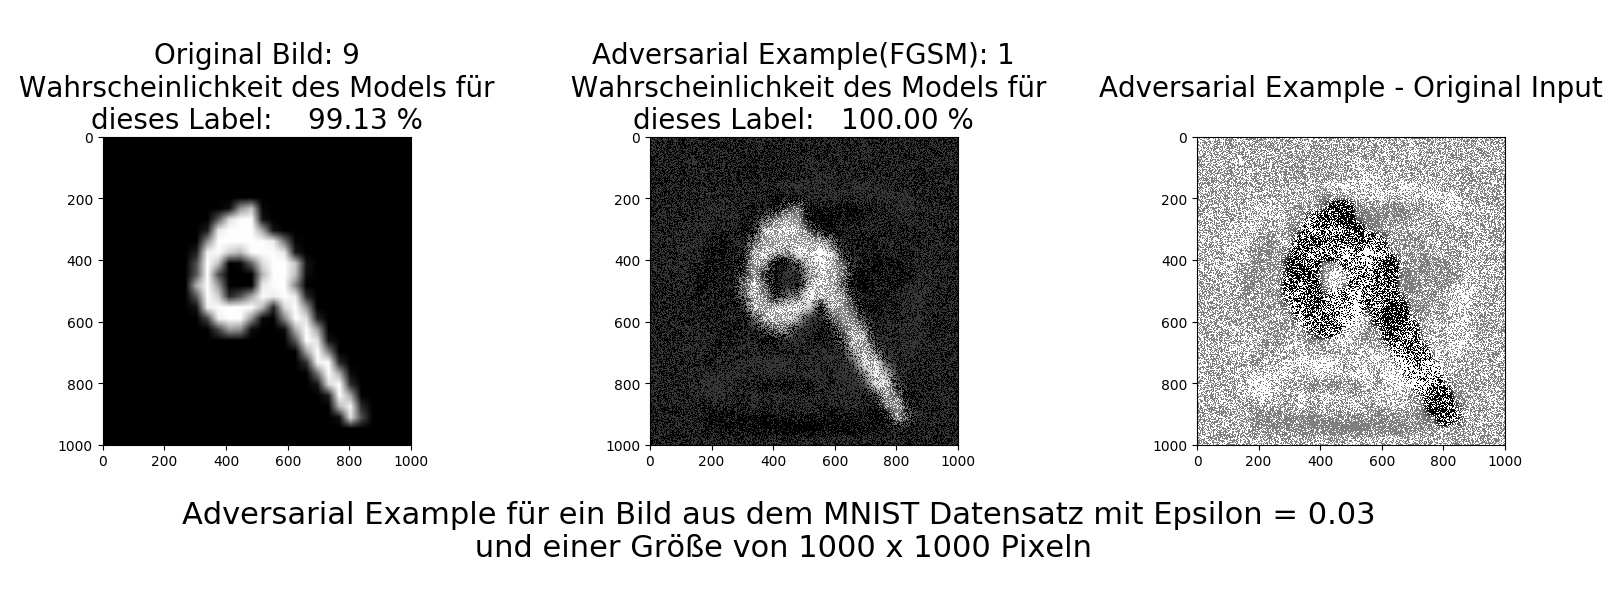 Original Bild: 9
Wahrscheinlichkeit des Models für
dieses Label: 99.13 %
Adversarial Example(FGSM): 1
Wahrscheinlichkeit des Models für
dieses Label: 100.00 %
Adversarial Example - Original Input
0
200
400
600
800
1000
0 200 400 600 800 1000
0
200
400
600
800
1000
0 200 400 600 800 1000
0
200
400
600
800
1000
0 200 400 600 800 1000
Adversarial Example für ein Bild aus dem MNIST Datensatz mit Epsilon = 0.03
und einer Größe von 1000 x 1000 Pixeln